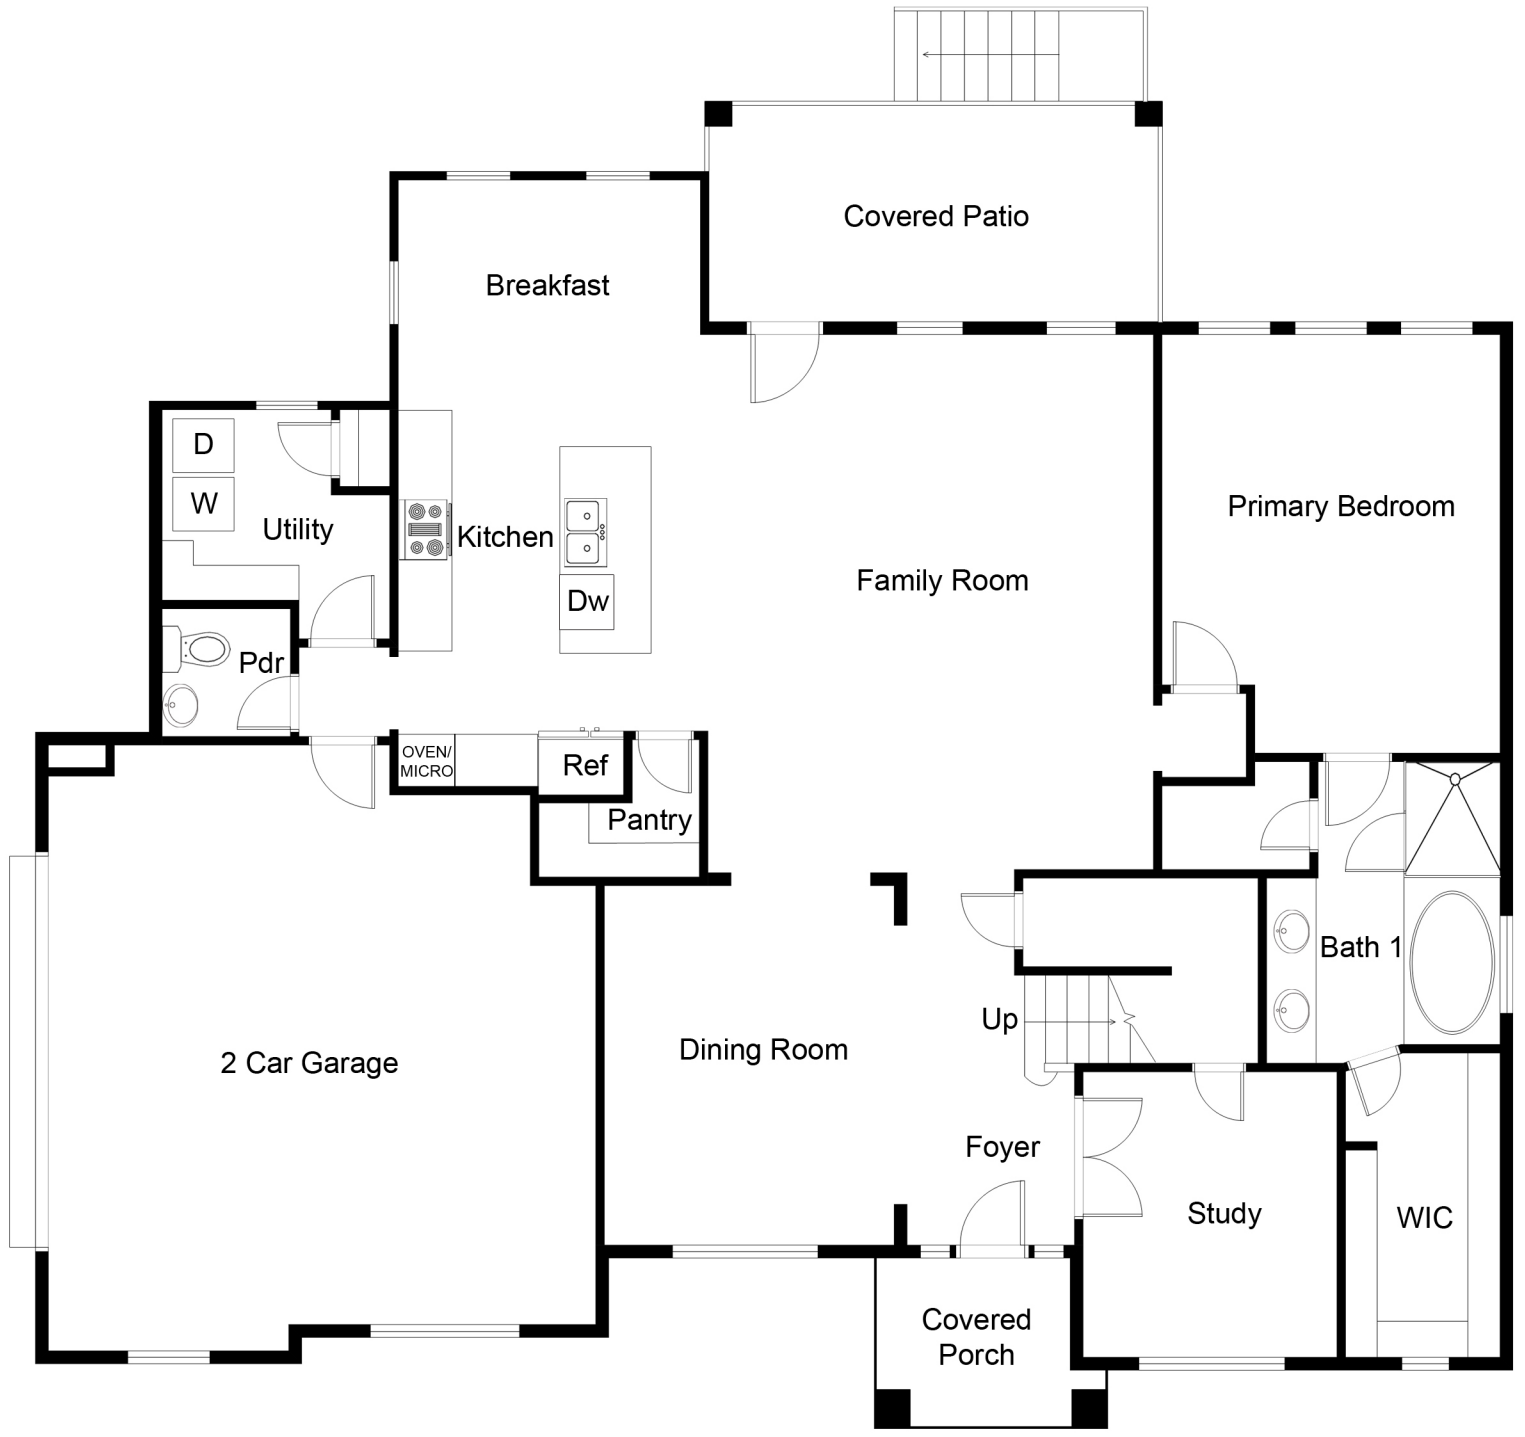 Covered Patio
Breakfast
D
W
Utility
Kitchen
Primary Bedroom
Family Room
Dw
Pdr
OVEN/
MICRO
Ref
Pantry
Bath 1
Up
Dining Room
2 Car Garage
Foyer
Study
WIC
Covered
Porch